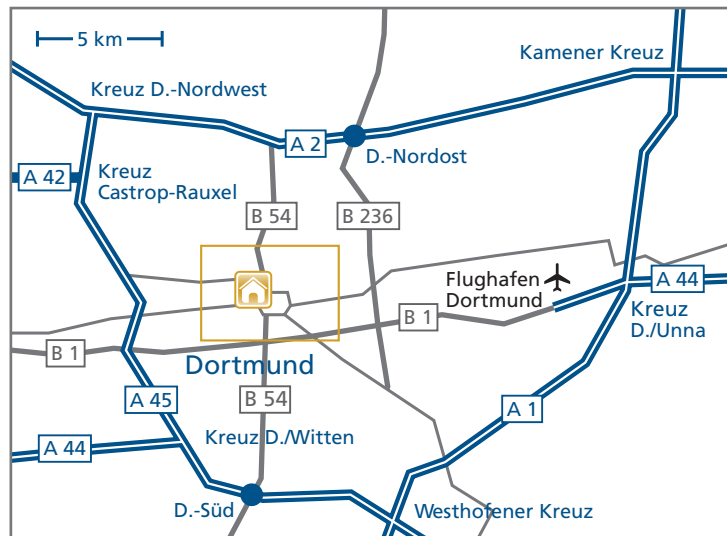 5 km
Kamener Kreuz
Kreuz D.-Nordwest
A 2
D.-Nordost
A 42
Kreuz
Castrop-Rauxel
B 54
B 236
Flughafen
Dortmund
A 44
B 1
Kreuz
D./Unna
B 1
Dortmund
A 45
B 54
A 1
Kreuz D./Witten
A 44
D.-Süd
Westhofener Kreuz